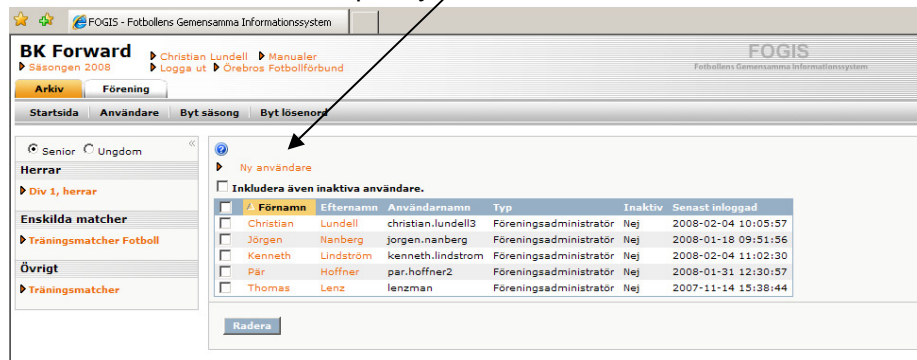 FOGIS - Fotbollens Gemensamma Informationssystem
BK Forward
Christian Lundell Manualer
Säsongen 2008 Logga ut Örebros Fotbollförbund
FOGIS
Fotbollens Gemensamma Informationssystem
Arkiv Förening
Startsida Användare Byt säsong Byt lösenord
Senior Ungdom
Herrar
Div 1, herrar
Enskilda matcher
Träningsmatcher Fotboll
Övrigt
Träningsmatcher
Ny användare
Inkludera även inaktiva användare.
Förnamn Efternamn Användarnamn Typ Inaktiv Senast inloggad
Christian Lundell christian.lundell3 Föreningsadministratör Nej 2008-02-04 10:05:57
Jörgen Nanberg jorgen.nanberg Föreningsadministratör Nej 2008-01-18 09:51:56
Kenneth Lindström kenneth.lindstrom Föreningsadministratör Nej 2008-02-04 11:02:30
Pär Hoffner par.hoffner2 Föreningsadministratör Nej 2008-01-31 12:30:57
Thomas Lenz lenzman Föreningsadministratör Nej 2007-11-14 15:38:44
Radera